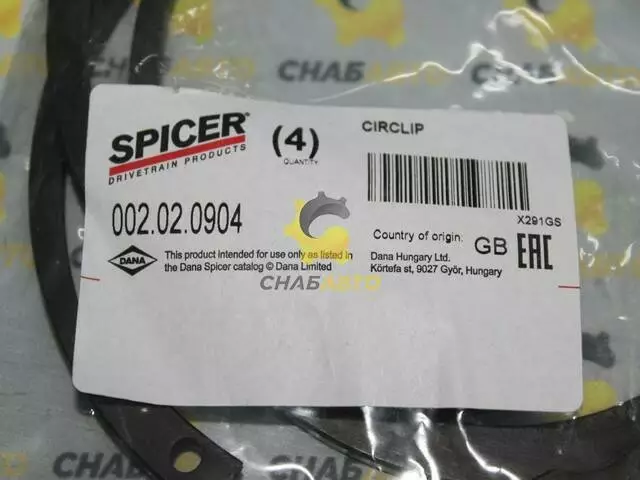 SPICER®
DRIVETRAIN PRODUCTS
(4)
QUANTITY
CIRCLIP
X291GS
002.02.0904
Country of origin: GB
EAC
DANA
This product intended for use only as listed in
the Dana Spicer catalog © Dana Limited
Dana Hungary Ltd.
Körtefa st, 9027 Győr, Hungary
СНАБАВТО
СНАБАВТО
СНАБ
СНАБ